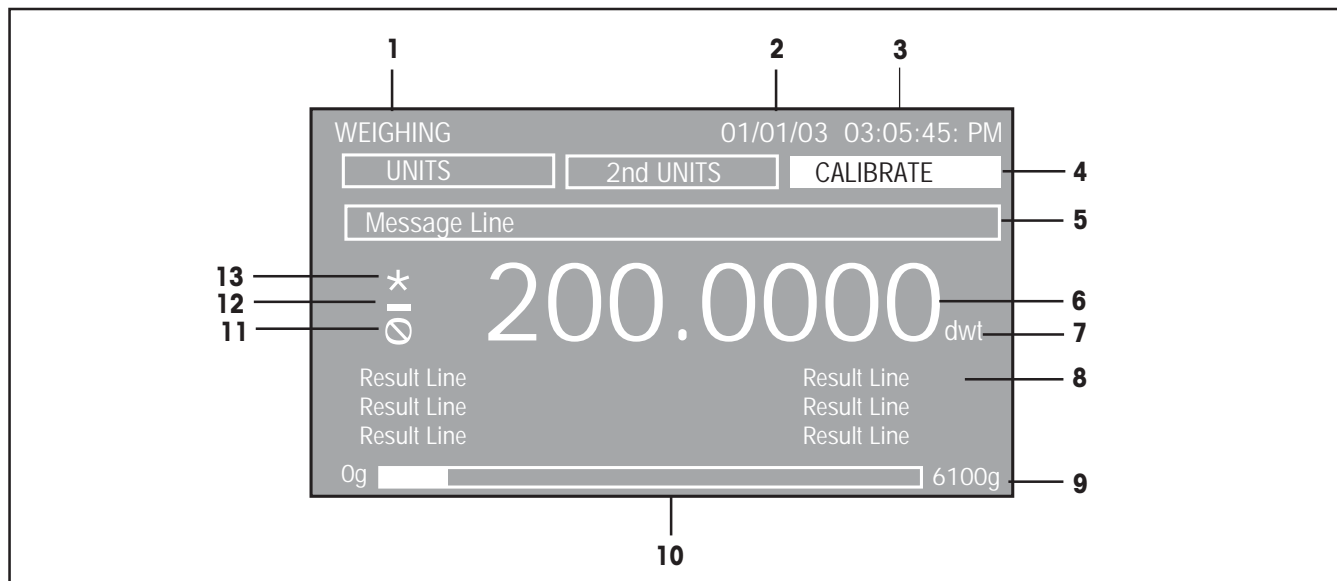 1 2 3
WEIGHING 01/01/03 03:05:45: PM
UNITS 2nd UNITS CALIBRATE 4
Message Line 5
13 *
12 –
11 Ø 200.0000 6
dwt 7
Result Line Result Line 8
Result Line Result Line
Result Line Result Line
0g 6100g 9
10